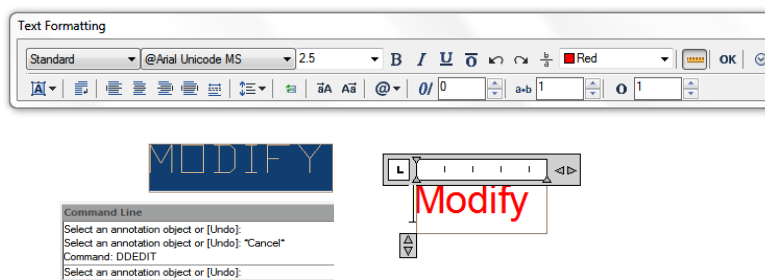 Text Formatting
Standard @Arial Unicode MS 2.5 B I U O Red OK
@ 0/ 0 a•b 1 O 1
MODIFY
Modify
Command Line
Select an annotation object or [Undo]:
Select an annotation object or [Undo]: *Cancel*
Command: DDEDIT
Select an annotation object or [Undo]: